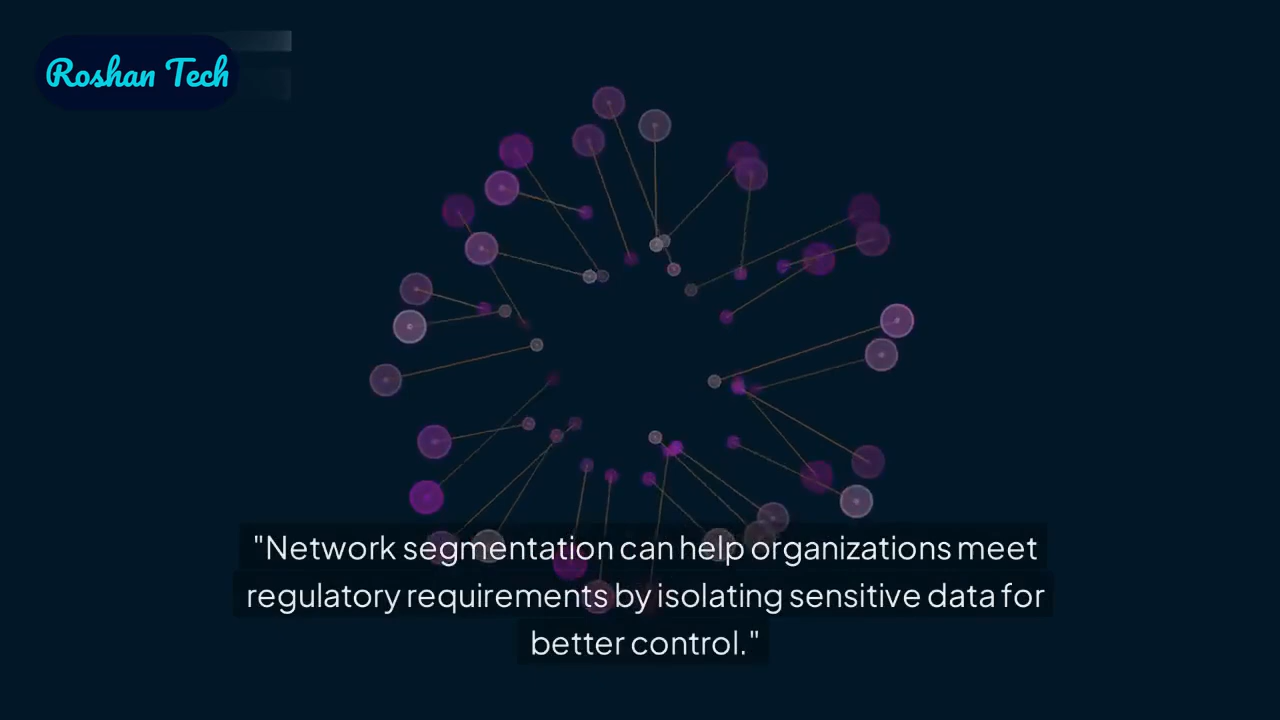 Roshan Tech
"Network segmentation can help organizations meet
regulatory requirements by isolating sensitive data for
better control."